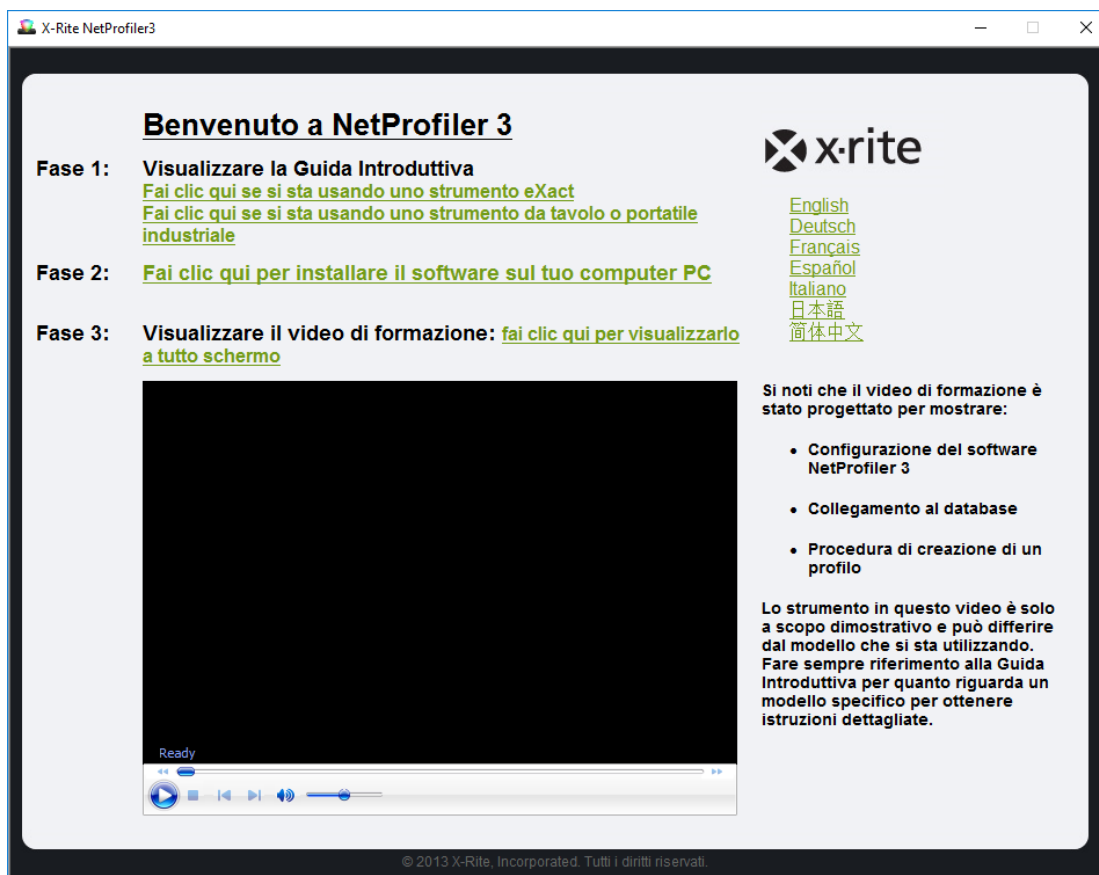 X-Rite NetProfiler3
Benvenuto a NetProfiler 3
Fase 1: Visualizzare la Guida Introduttiva
Fai clic qui se si sta usando uno strumento eXact
Fai clic qui se si sta usando uno strumento da tavolo o portatile
industriale
Fase 2: Fai clic qui per installare il software sul tuo computer PC
Fase 3: Visualizzare il video di formazione: fai clic qui per visualizzarlo
a tutto schermo
Ready
x·rite
English
Deutsch
Français
Español
Italiano
日本語
简体中文
Si noti che il video di formazione è
stato progettato per mostrare:
• Configurazione del software
NetProfiler 3
• Collegamento al database
• Procedura di creazione di un
profilo
Lo strumento in questo video è solo
a scopo dimostrativo e può differire
dal modello che si sta utilizzando.
Fare sempre riferimento alla Guida
Introduttiva per quanto riguarda un
modello specifico per ottenere
istruzioni dettagliate.
© 2013 X-Rite, Incorporated. Tutti i diritti riservati.